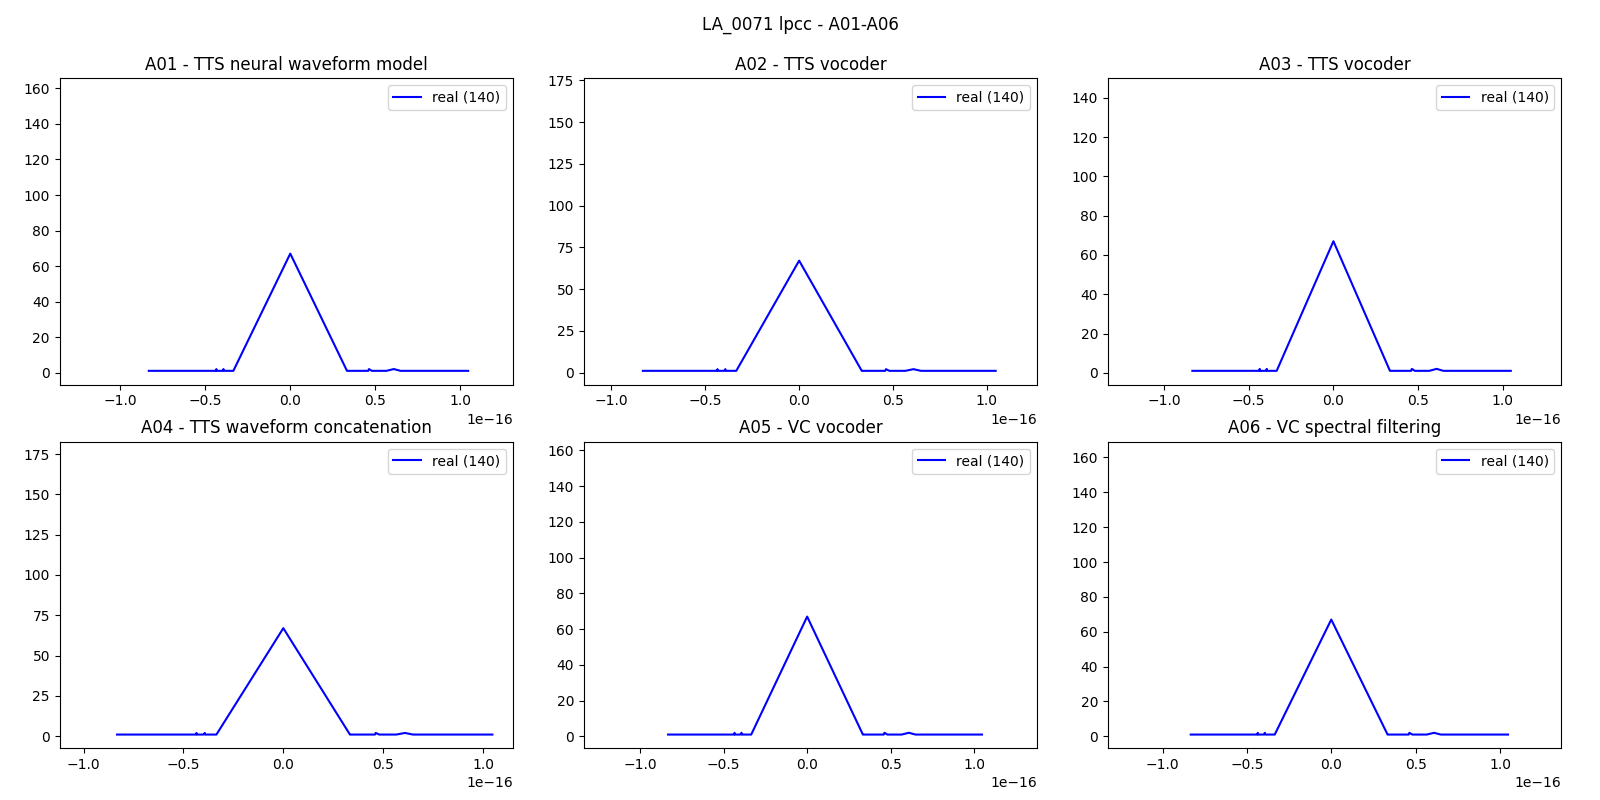 LA_0071 lpcc - A01-A06
A01 - TTS neural waveform model
160
140
120
100
80
60
40
20
0
real (140)
−1.0 −0.5 0.0 0.5 1.0
1e−16
A02 - TTS vocoder
175
150
125
100
75
50
25
0
real (140)
−1.0 −0.5 0.0 0.5 1.0
1e−16
A03 - TTS vocoder
140
120
100
80
60
40
20
0
real (140)
−1.0 −0.5 0.0 0.5 1.0
1e−16
A04 - TTS waveform concatenation
175
150
125
100
75
50
25
0
real (140)
−1.0 −0.5 0.0 0.5 1.0
1e−16
A05 - VC vocoder
160
140
120
100
80
60
40
20
0
real (140)
−1.0 −0.5 0.0 0.5 1.0
1e−16
A06 - VC spectral filtering
160
140
120
100
80
60
40
20
0
real (140)
−1.0 −0.5 0.0 0.5 1.0
1e−16